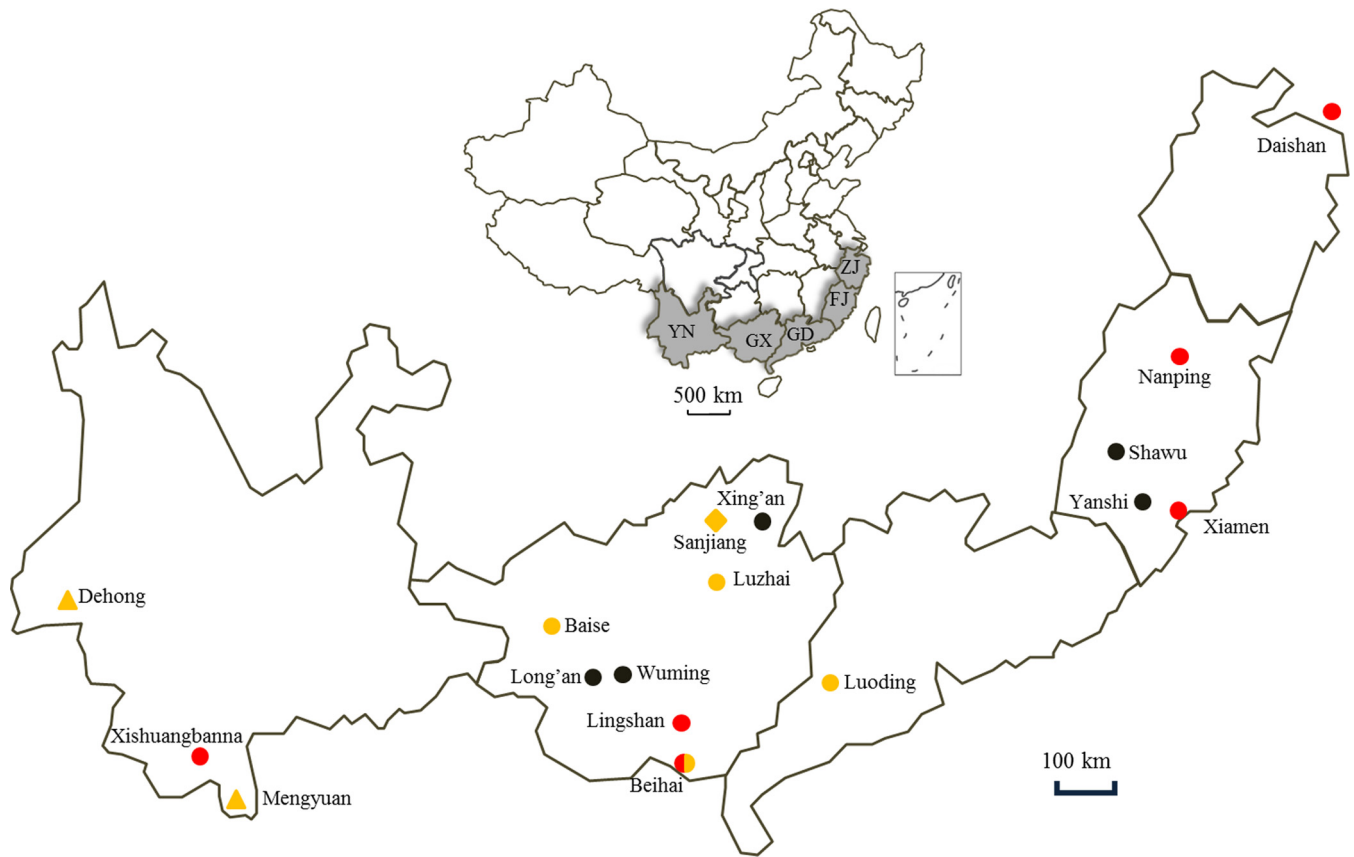 Daishan
ZJ
FJ
YN
GX
GD
500 km
Nanping
Shawu
Yanshi
Xiamen
Xing’an
Sanjiang
Luzhai
Dehong
Baise
Long’an
Wuming
Luoding
Lingshan
Xishuangbanna
Beihai
Mengyuan
100 km